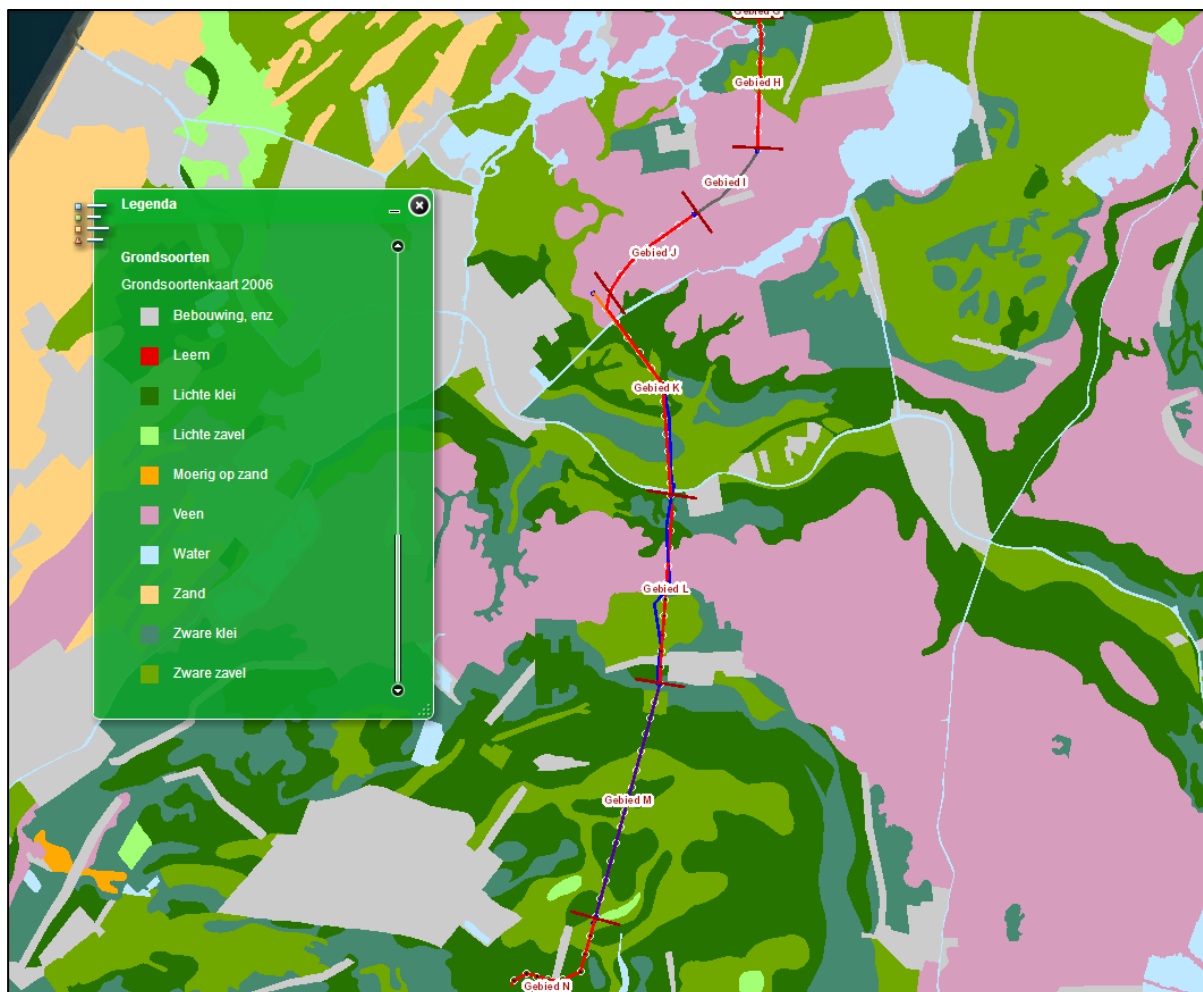 Gebied G
Gebied H
Gebied I
Gebied J
Gebied K
Gebied L
Gebied M
Gebied N
Legenda
Grondsoorten
Grondsoortenkaart 2006
Bebouwing, enz
Leem
Lichte klei
Lichte zavel
Moerig op zand
Veen
Water
Zand
Zware klei
Zware zavel